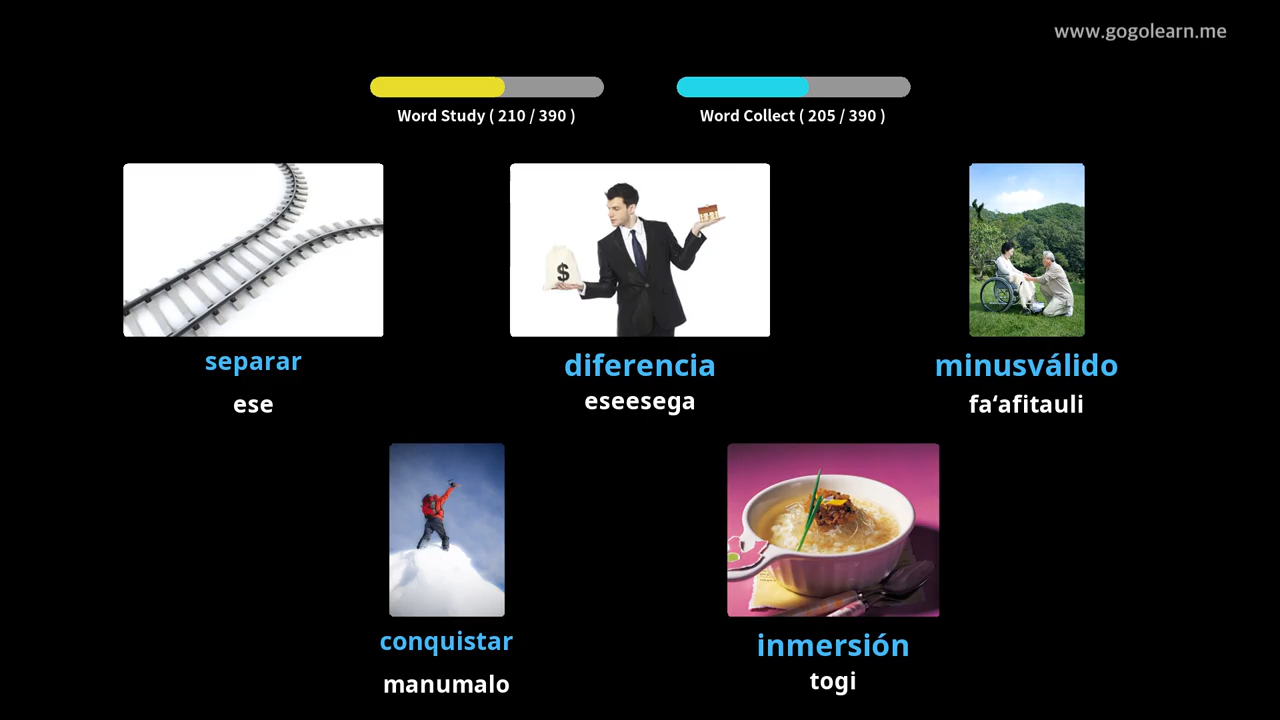 www.gogolearn.me
Word Study ( 210 / 390 )
Word Collect ( 205 / 390 )
$
separar
ese
diferencia
eseesega
minusválido
fa‘afitauli
conquistar
manumalo
inmersión
togi